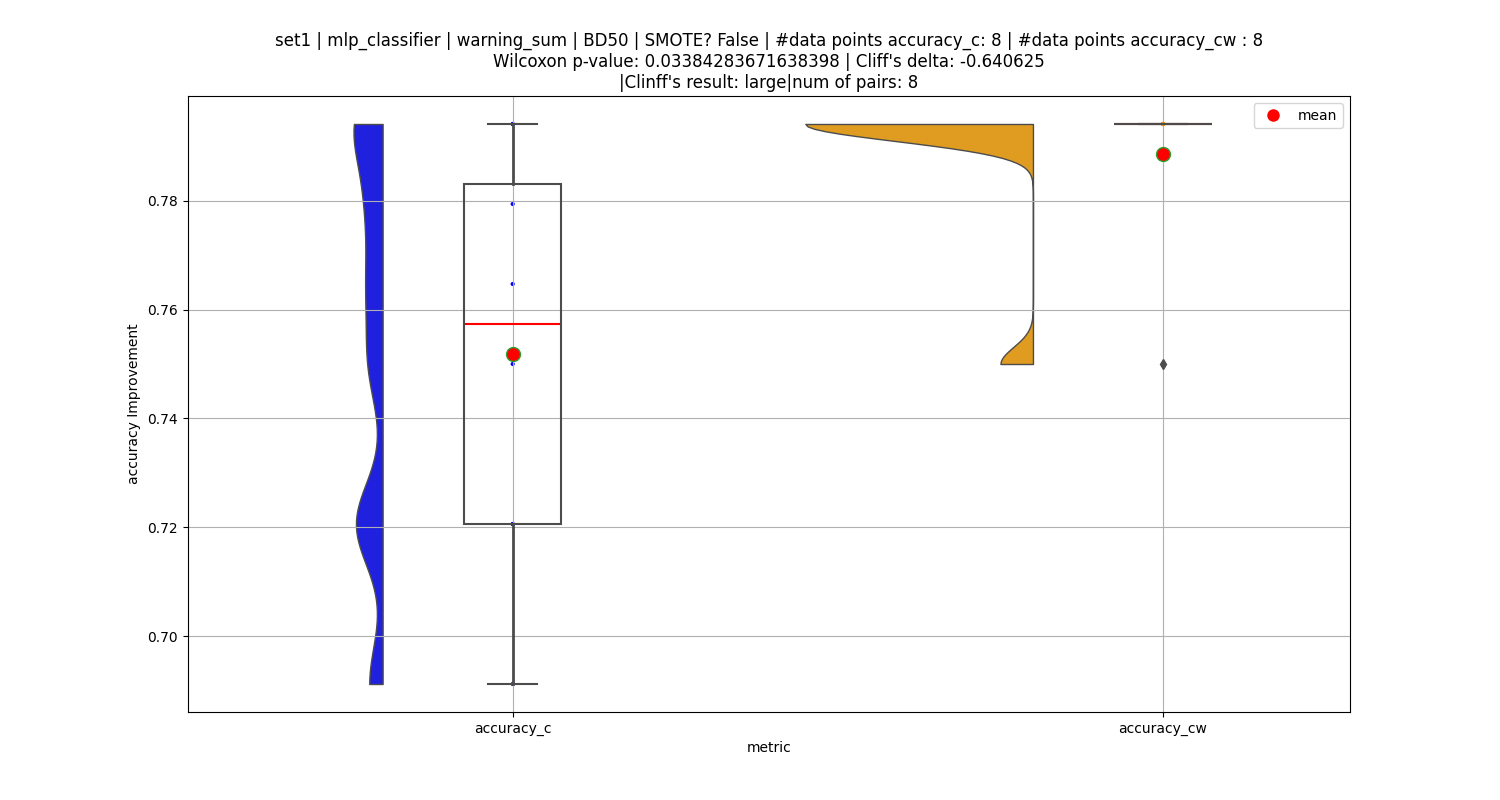 set1 | mlp_classifier | warning_sum | BD50 | SMOTE? False | #data points accuracy_c: 8 | #data points accuracy_cw : 8
Wilcoxon p-value: 0.03384283671638398 | Cliff's delta: -0.640625
|Clinff's result: large|num of pairs: 8
mean
0.78
0.76
0.74
0.72
0.70
accuracy Improvement
accuracy_c
accuracy_cw
metric